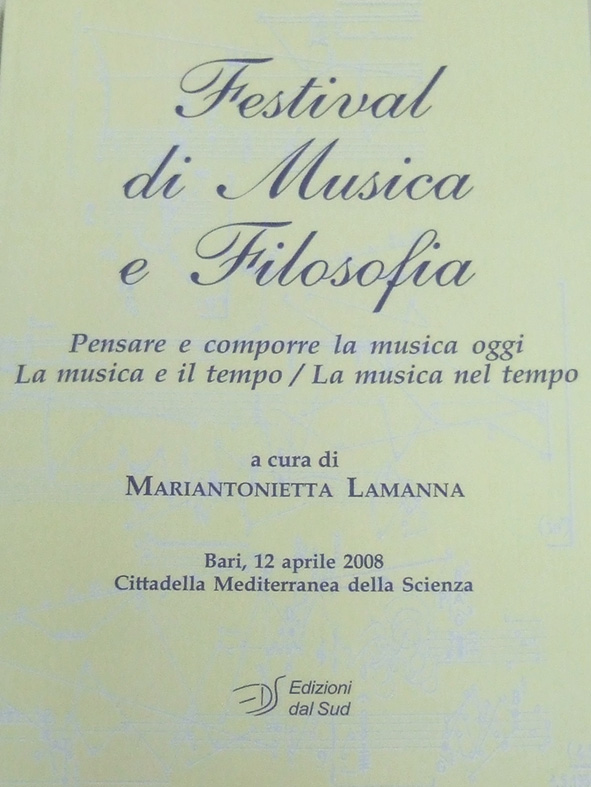 Festival
di Musica
e Filosofia
Pensare e comporre la musica oggi
La musica e il tempo / La musica nel tempo
a cura di
MARIANTONIETTA LAMANNA
Bari, 12 aprile 2008
Cittadella Mediterranea della Scienza
EDS Edizioni
dal Sud